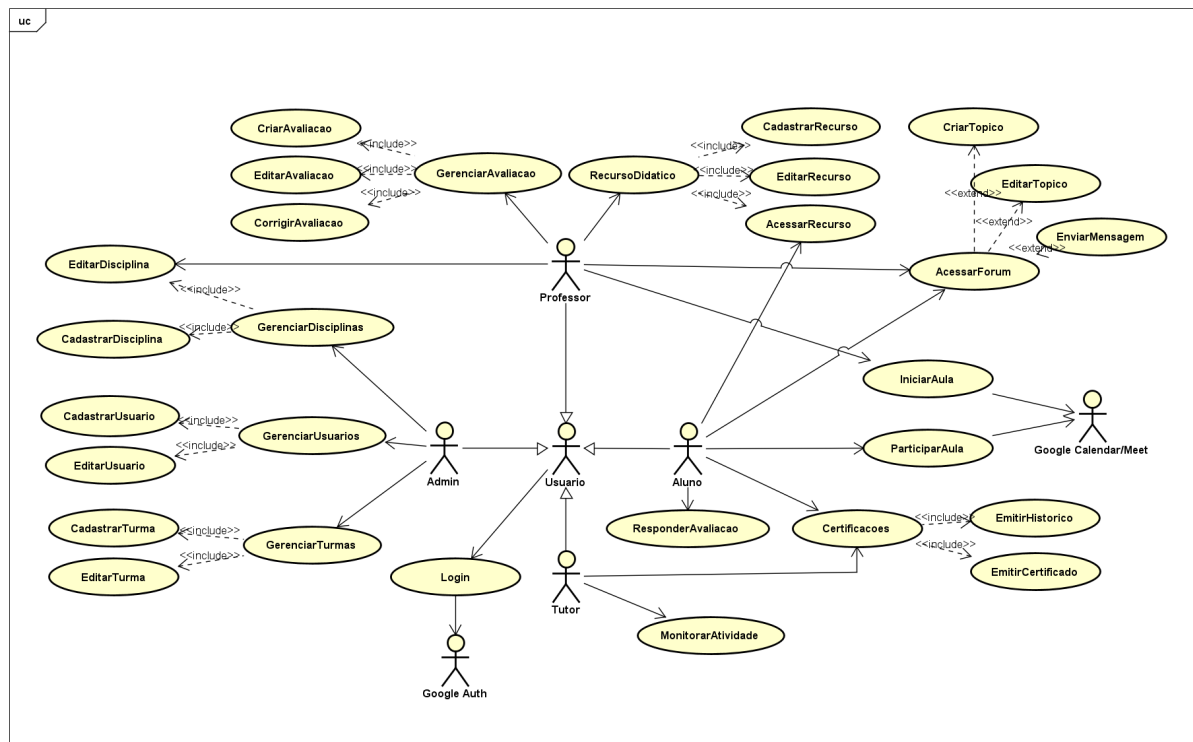 uc
CriarAvaliacao
<<include>>
EditarAvaliacao
<<include>>
GerenciarAvaliacao
<<include>>
CorrigirAvaliacao
RecursoDidatico
<<include>>
CadastrarRecurso
<<include>>
EditarRecurso
<<include>>
AcessarRecurso
CriarTopico
<<extend>>
EditarTopico
<<extend>>
EnviarMensagem
<<extend>>
AcessarForum
EditarDisciplina
<<include>>
Professor
CadastrarDisciplina
<<include>>
GerenciarDisciplinas
IniciarAula
CadastrarUsuario
<<include>>
GerenciarUsuarios
<<include>>
EditarUsuario
Admin
Usuario
Aluno
ParticiparAula
Google Calendar/Meet
CadastrarTurma
<<include>>
GerenciarTurmas
<<include>>
EditarTurma
ResponderAvaliacao
Certificacoes
<<include>>
EmitirHistorico
<<include>>
EmitirCertificado
Login
Tutor
MonitorarAtividade
Google Auth